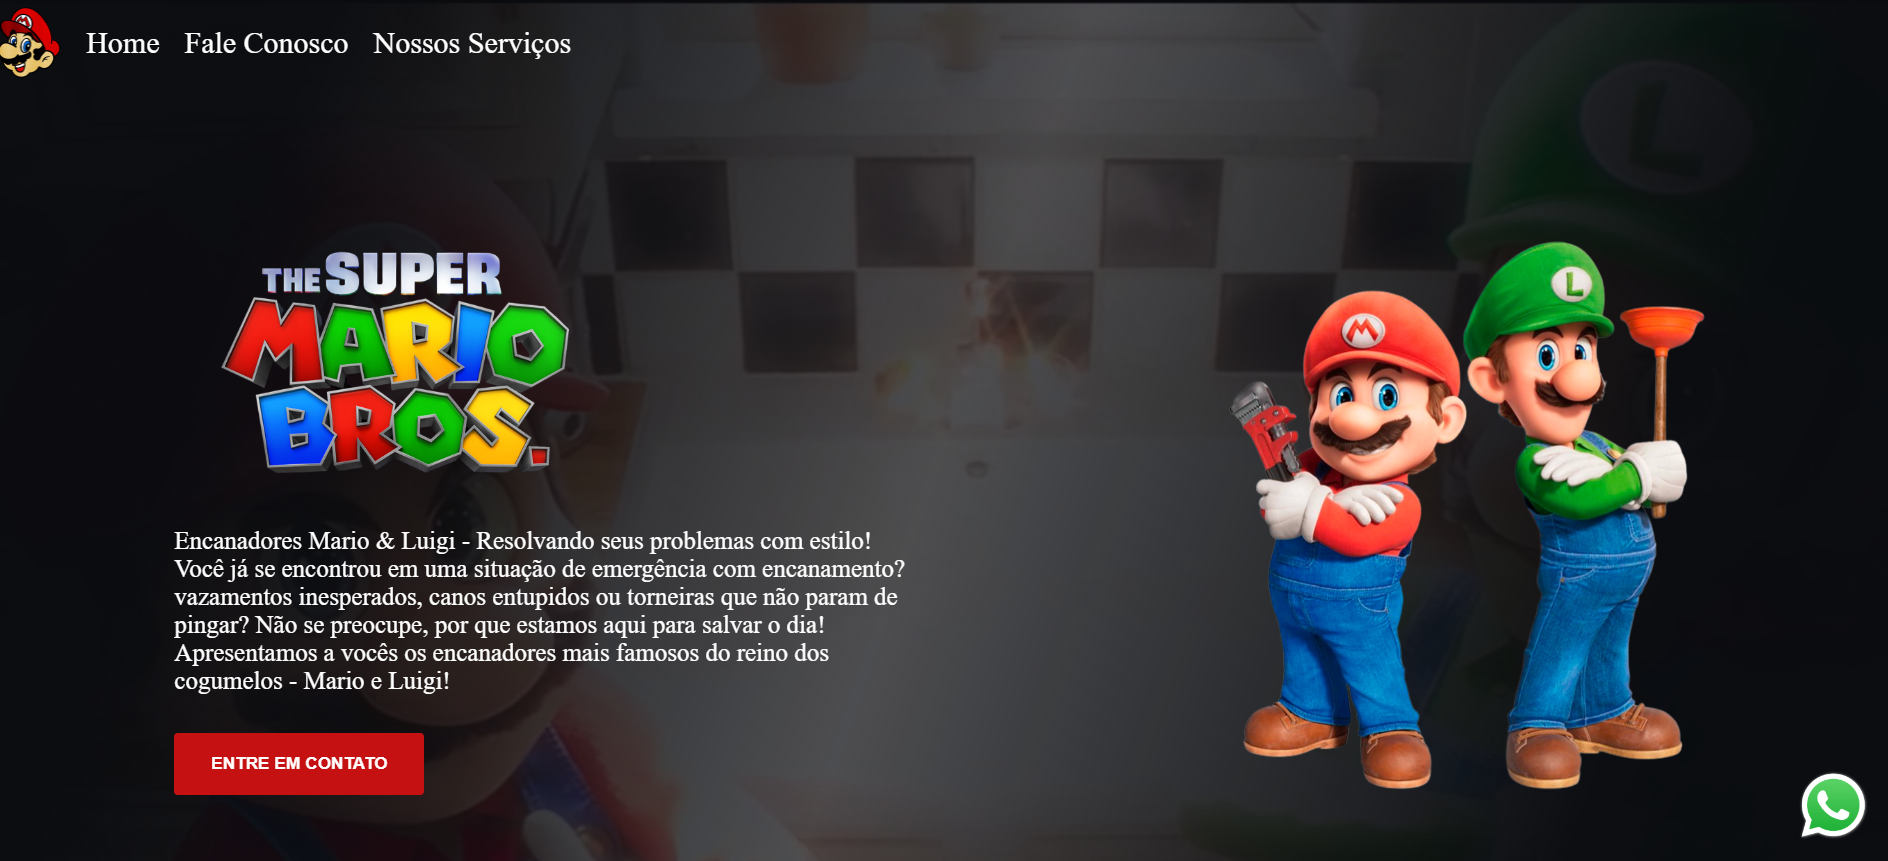 Home Fale Conosco Nossos Serviços
THE SUPER
MARIO
BROS.
M
L
L
Encanadores Mario & Luigi - Resolvando seus problemas com estilo!
Você já se encontrou em uma situação de emergência com encanamento?
vazamentos inesperados, canos entupidos ou torneiras que não param de
pingar? Não se preocupe, por que estamos aqui para salvar o dia!
Apresentamos a vocês os encanadores mais famosos do reino dos
cogumelos - Mario e Luigi!
ENTRE EM CONTATO